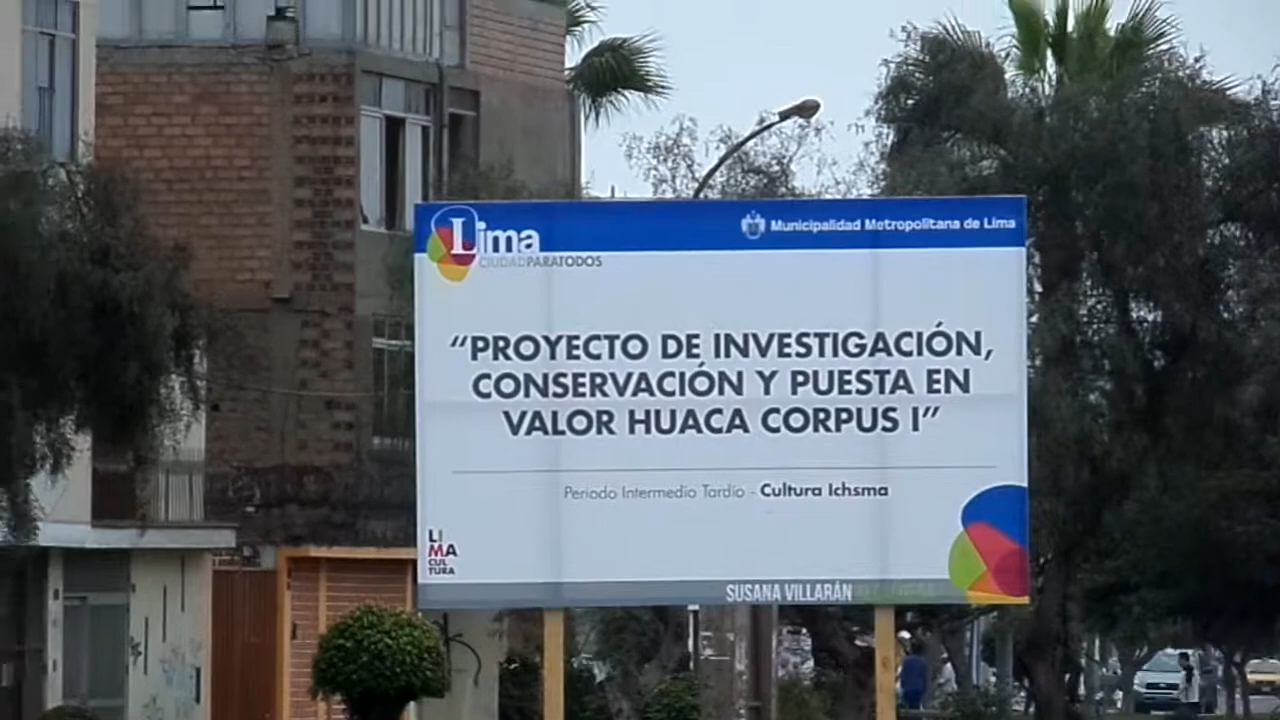 Lima
CIUDADPARATODOS
Municipalidad Metropolitana de Lima
“PROYECTO DE INVESTIGACIÓN,
CONSERVACIÓN Y PUESTA EN
VALOR HUACA CORPUS I”
Periodo Intermedio Tardío - Cultura Ichsma
LI
MA
CUL
TURA
SUSANA VILLARÁN